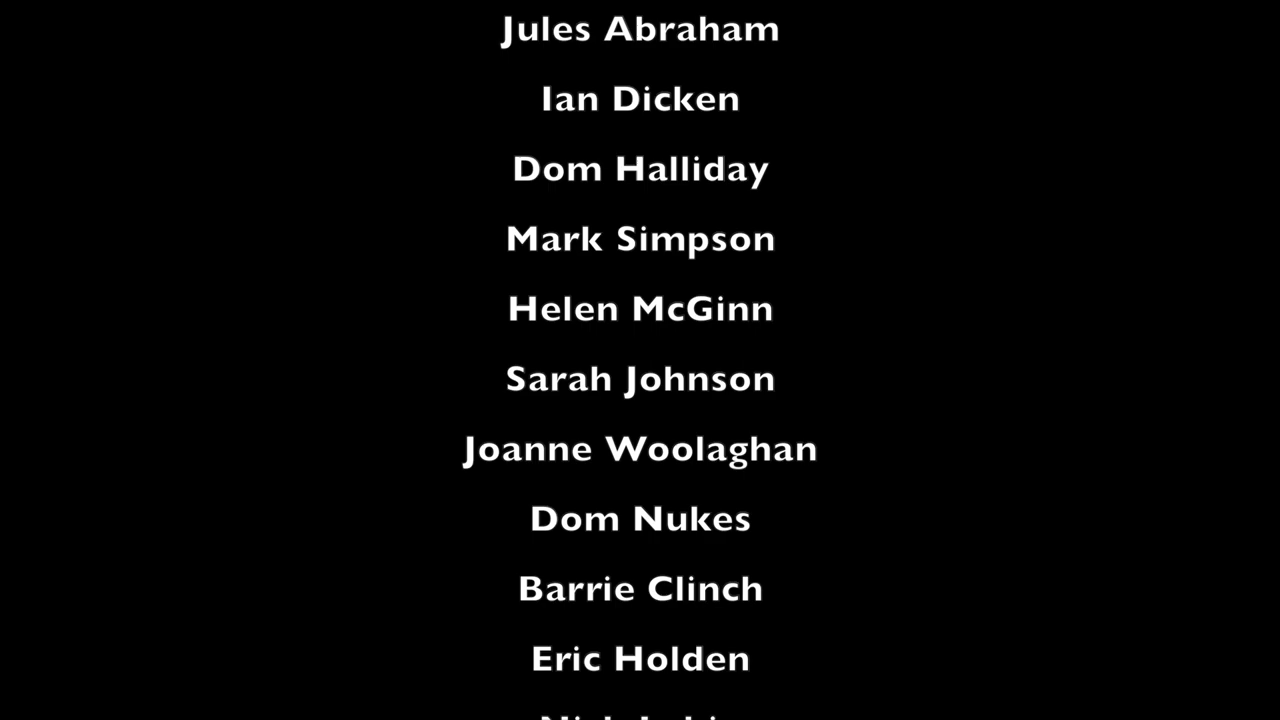 Jules Abraham
Ian Dicken
Dom Halliday
Mark Simpson
Helen McGinn
Sarah Johnson
Joanne Woolaghan
Dom Nukes
Barrie Clinch
Eric Holden